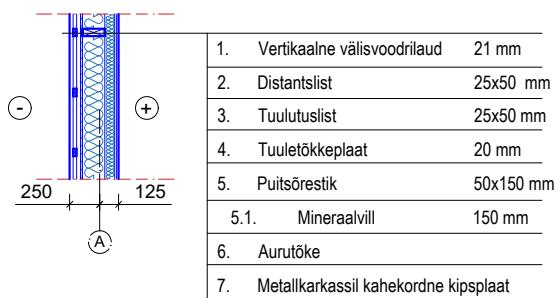 1. Vertikaalne välisvoodrilaud 21 mm
2. Distantslist 25x50 mm
3. Tuulutuslist 25x50 mm
4. Tuuletõkkeplaat 20 mm
5. Puitsõrestik 50x150 mm
5.1. Mineraalvill 150 mm
6. Aurutõke
7. Metallkarkassil kahekordne kipsplaat
- +
250 125
A